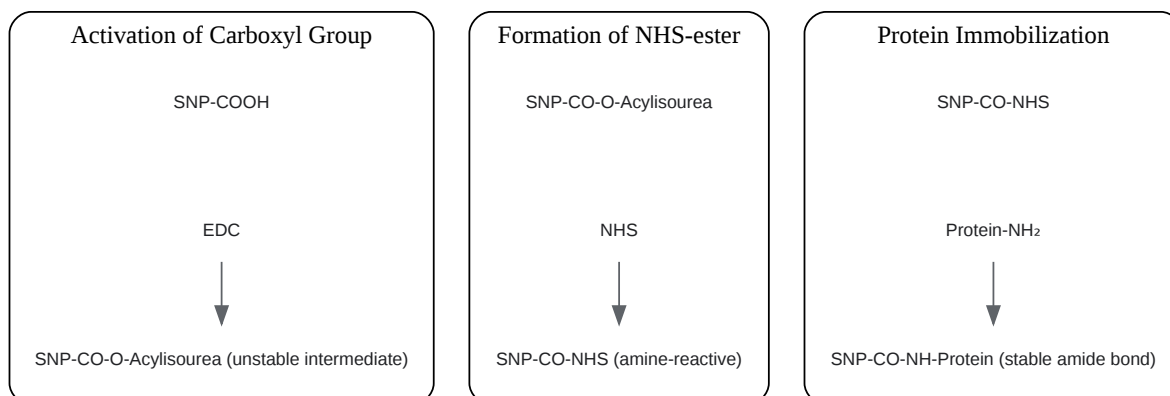 Activation of Carboxyl Group
SNP-COOH
EDC
SNP-CO-O-Acylisourea (unstable intermediate)
Formation of NHS-ester
SNP-CO-O-Acylisourea
NHS
SNP-CO-NHS (amine-reactive)
Protein Immobilization
SNP-CO-NHS
Protein-NH₂
SNP-CO-NH-Protein (stable amide bond)